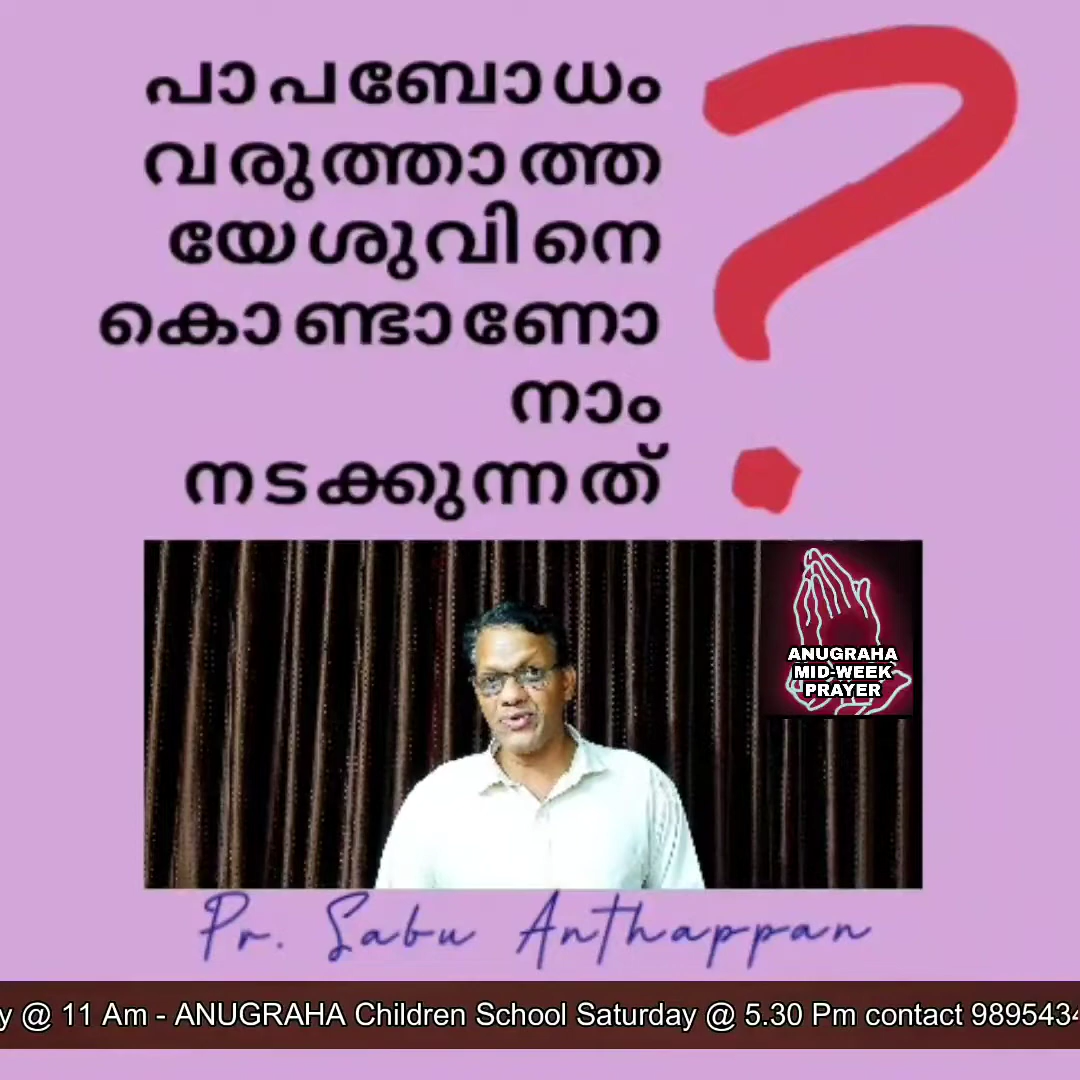 പാപബോധം
വരുത്താത്ത
യേശുവിനെ
കൊണ്ടാണോ
നാം
നടക്കുന്നത്
?
ANUGRAHA
MID-WEEK
PRAYER
Pr. Sabu Anthappan
y @ 11 Am - ANUGRAHA Children School Saturday @ 5.30 Pm contact 9895434